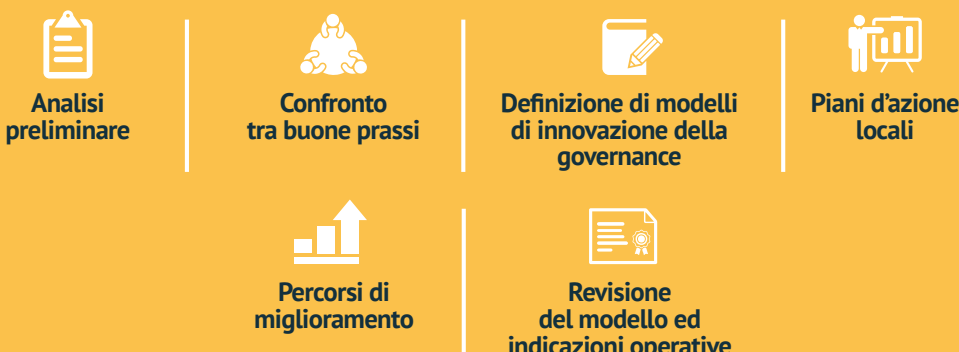 Analisi
preliminare
Confronto
tra buone prassi
Definizione di modelli
di innovazione della
governance
Piani d'azione
locali
Percorsi di
miglioramento
Revisione
del modello ed
indicazioni operative